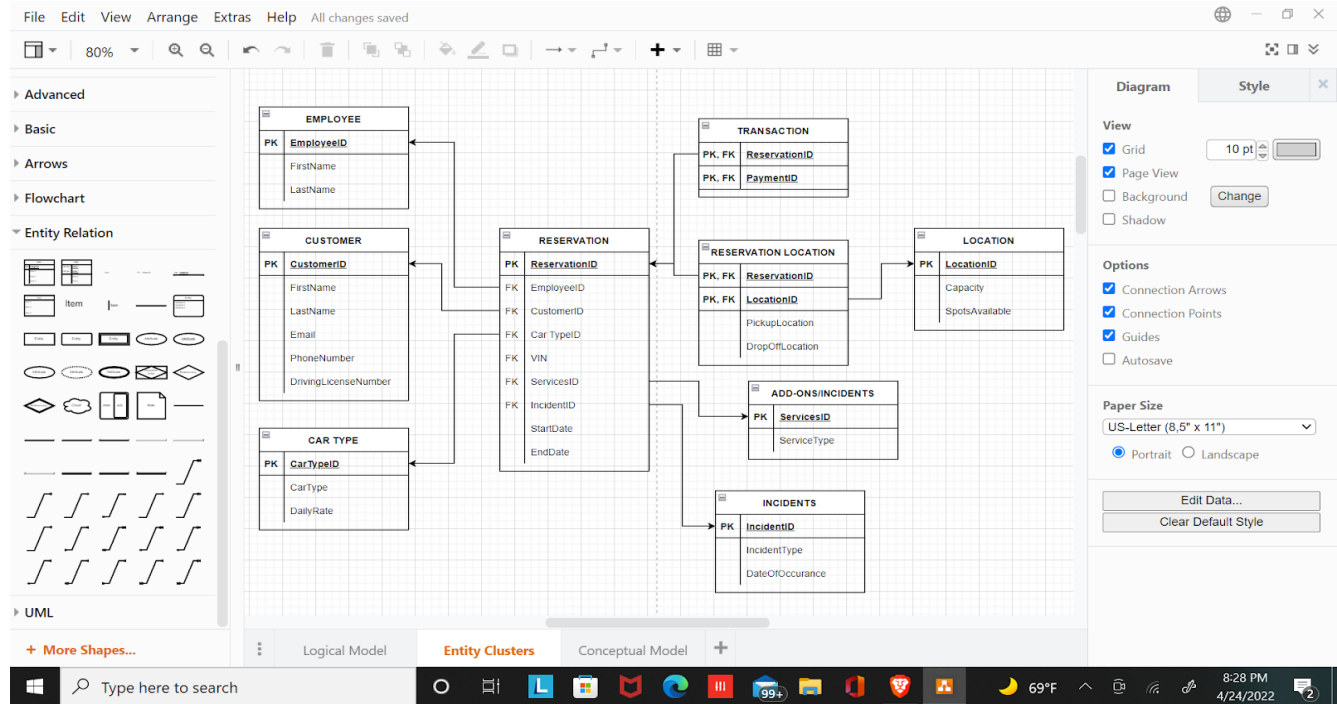 File Edit View Arrange Extras Help All changes saved
80%
Advanced
Basic
Arrows
Flowchart
Entity Relation
Item
UML
+ More Shapes...
EMPLOYEE
PK EmployeeID
FirstName
LastName
CUSTOMER
PK CustomerID
FirstName
LastName
Email
PhoneNumber
DrivingLicenseNumber
CAR TYPE
PK CarTypeID
CarType
DailyRate
RESERVATION
PK ReservationID
FK EmployeeID
FK CustomerID
FK Car TypeID
FK VIN
FK ServicesID
FK IncidentID
StartDate
EndDate
TRANSACTION
PK, FK ReservationID
PK, FK PaymentID
RESERVATION LOCATION
PK, FK ReservationID
PK, FK LocationID
PickupLocation
DropOffLocation
LOCATION
PK LocationID
Capacity
SpotsAvailable
ADD-ONS/INCIDENTS
PK ServicesID
ServiceType
INCIDENTS
PK IncidentID
IncidentType
DateOfOccurance
Diagram Style
View
Grid 10 pt
Page View
Background Change
Shadow
Options
Connection Arrows
Connection Points
Guides
Autosave
Paper Size
US-Letter (8,5" x 11")
Portrait Landscape
Edit Data...
Clear Default Style
Logical Model Entity Clusters Conceptual Model
Type here to search
L
99+
69°F
8:28 PM
4/24/2022
2